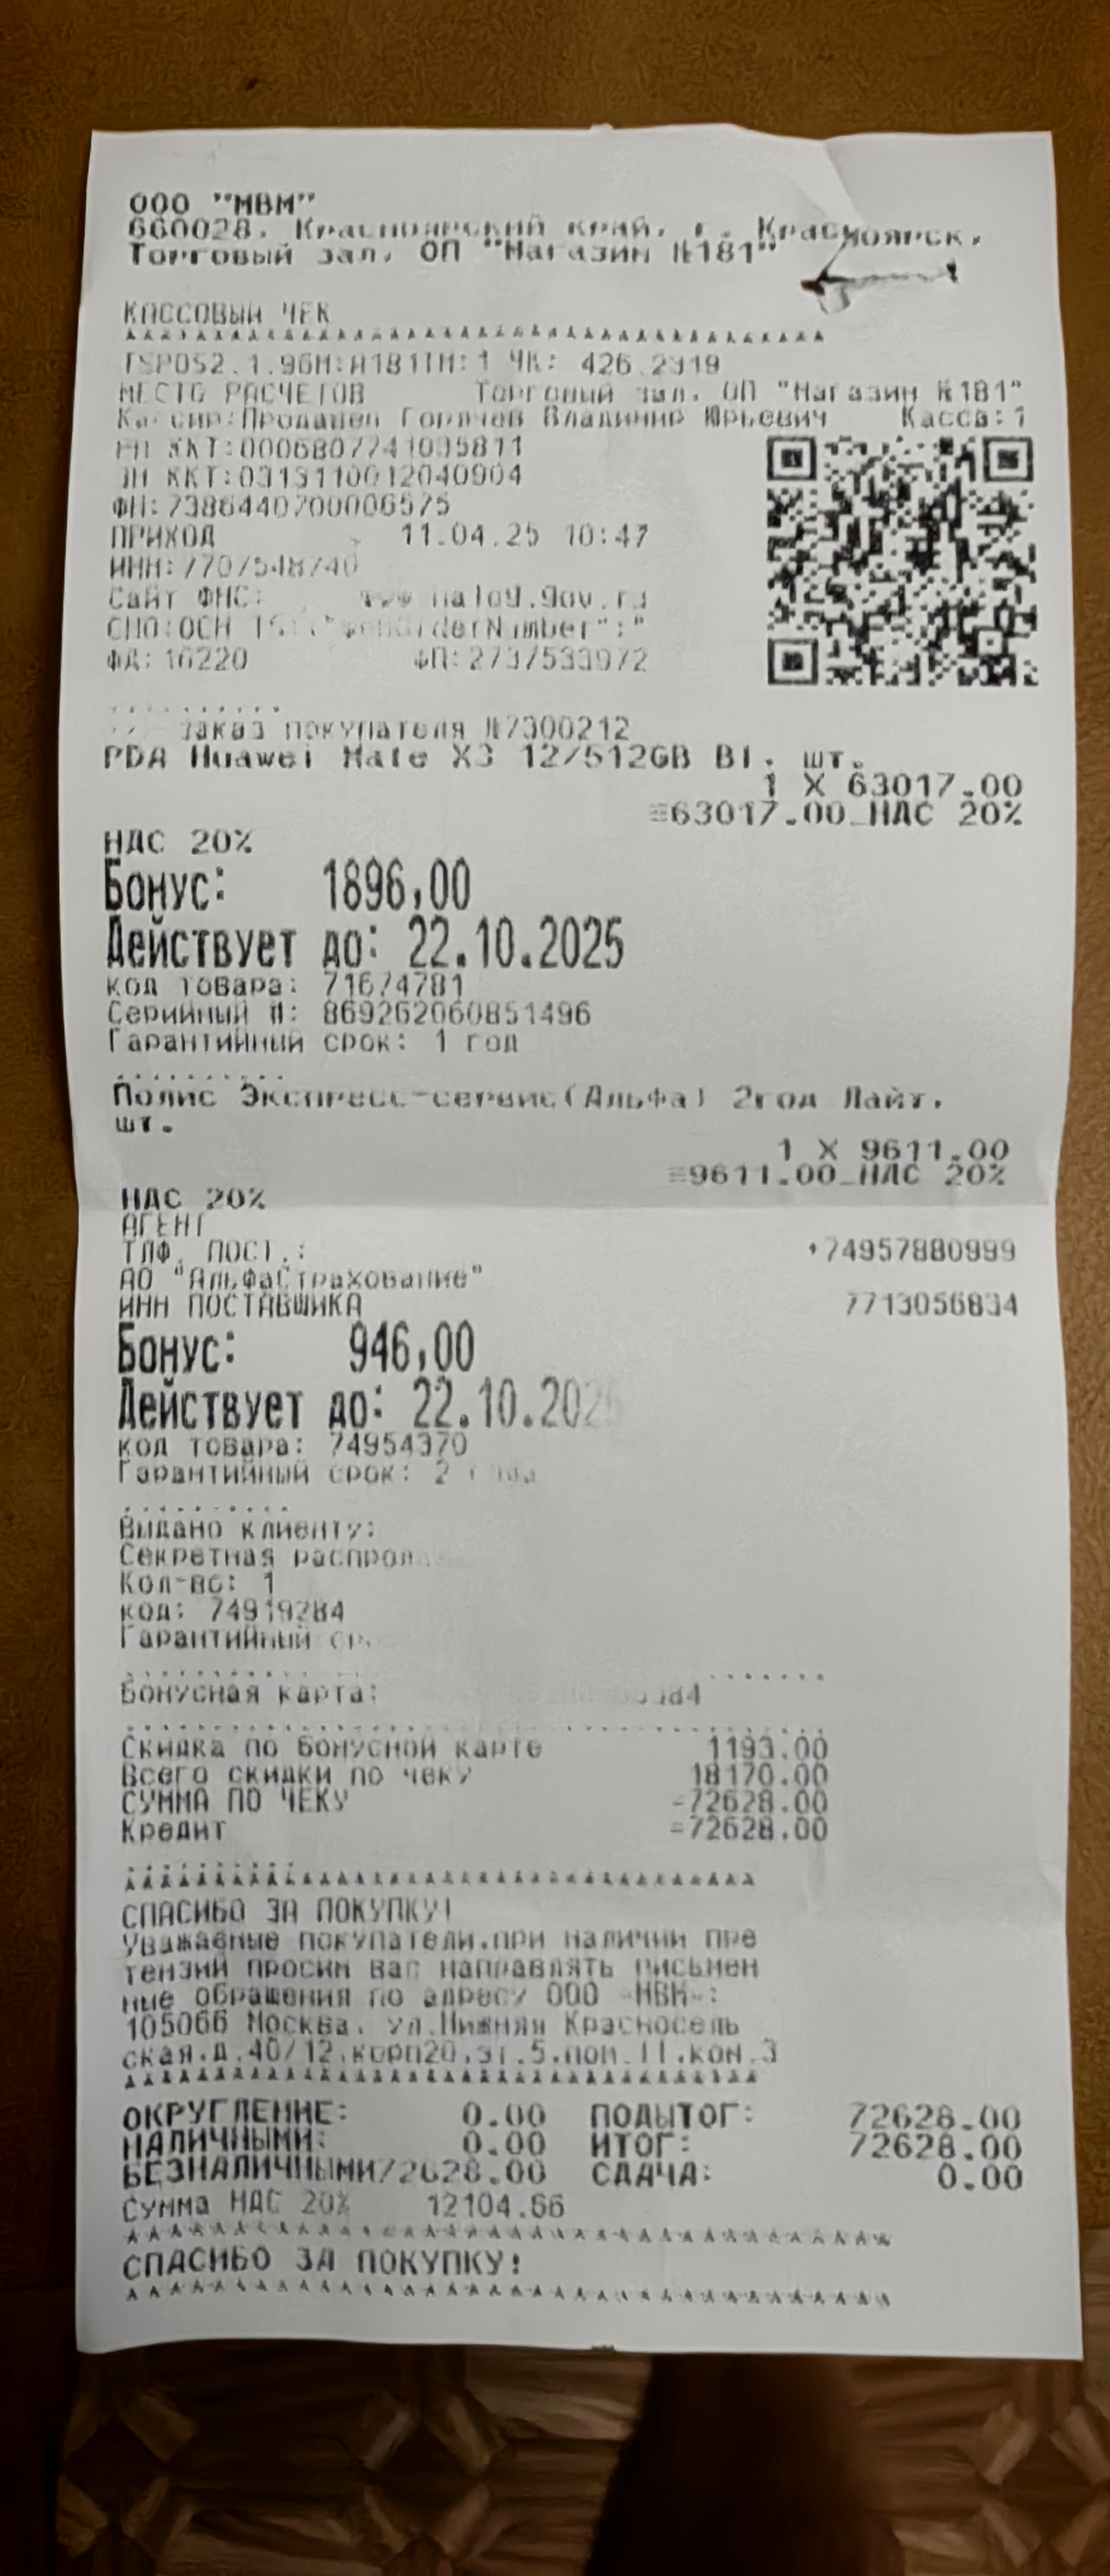 ООО "МВМ"
660028, Красноярский край, г. Красноярск,
Торговый зал, ОП "Магазин №181"
КАССОВЫЙ ЧЕК
ЧК: 426.2919
МЕСТО РАСЧЕТОВ Торговый зал, ОП "Магазин №181"
Кассир:Продавец Горячев Владимир Юрьевич Касса: 1
РН ККТ:
ЗН ККТ:
ФН:
ПРИХОД 11.04.25 10:47
ИНН:
Сайт ФНС: www.nalog.gov.ru
СНО:ОСН
ФД: 16220 ФП:
заказ покупателя №7300212
PDA Huawei Mate X3 12/512GB Bl, шт.
1 X 63017.00
≡63017.00_НДС 20%
НДС 20%
Бонус: 1896,00
Действует до: 22.10.2025
код товара: 71674781
Серийный №: 869262060851496
Гарантийный срок: 1 год
Полис Экспресс-сервис(Альфа) 2год Лайт,
шт.
1 X 9611.00
≡9611.00_НДС 20%
НДС 20%
АГЕНТ
ТЛФ. ПОСТ.: +74957880999
АО "АльфаСтрахование"
ИНН ПОСТАВЩИКА 7713056834
Бонус: 946,00
Действует до: 22.10.2025
код товара: 74954370
Гарантийный срок: 2
Выдано клиенту:
Секретная
Кол-во: 1
код: 74919284
Гарантийный
Бонусная карта:
Скидка по бонусной карте 1193.00
Всего скидки по чеку 18170.00
СУММА ПО ЧЕКУ =72628.00
Кредит =72628.00
СПАСИБО ЗА ПОКУПКУ!
Уважаемые покупатели,при наличии пре
тензий просим вас направлять письмен
ные обращения по адресу ООО "МВМ":
105066 Москва, ул.Нижняя Красносель
ская,д.40/12,корп20,эт.5,пом.II,ком.3
ОКРУГЛЕНИЕ: 0.00 ПОДЫТОГ: 72628.00
НАЛИЧНЫМИ: 0.00 ИТОГ: 72628.00
БЕЗНАЛИЧНЫМИ72628.00 СДАЧА: 0.00
Сумма НДС 20% 12104.66
СПАСИБО ЗА ПОКУПКУ!